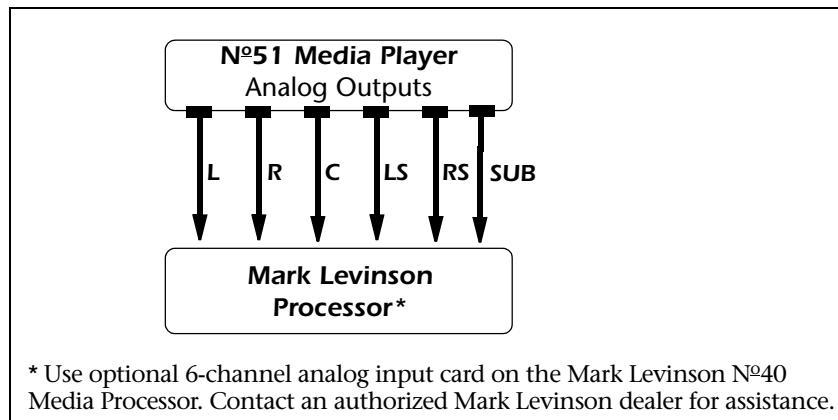 Nº51 Media Player
Analog Outputs
L R C LS RS SUB
Mark Levinson
Processor*
* Use optional 6-channel analog input card on the Mark Levinson Nº40
Media Processor. Contact an authorized Mark Levinson dealer for assistance.